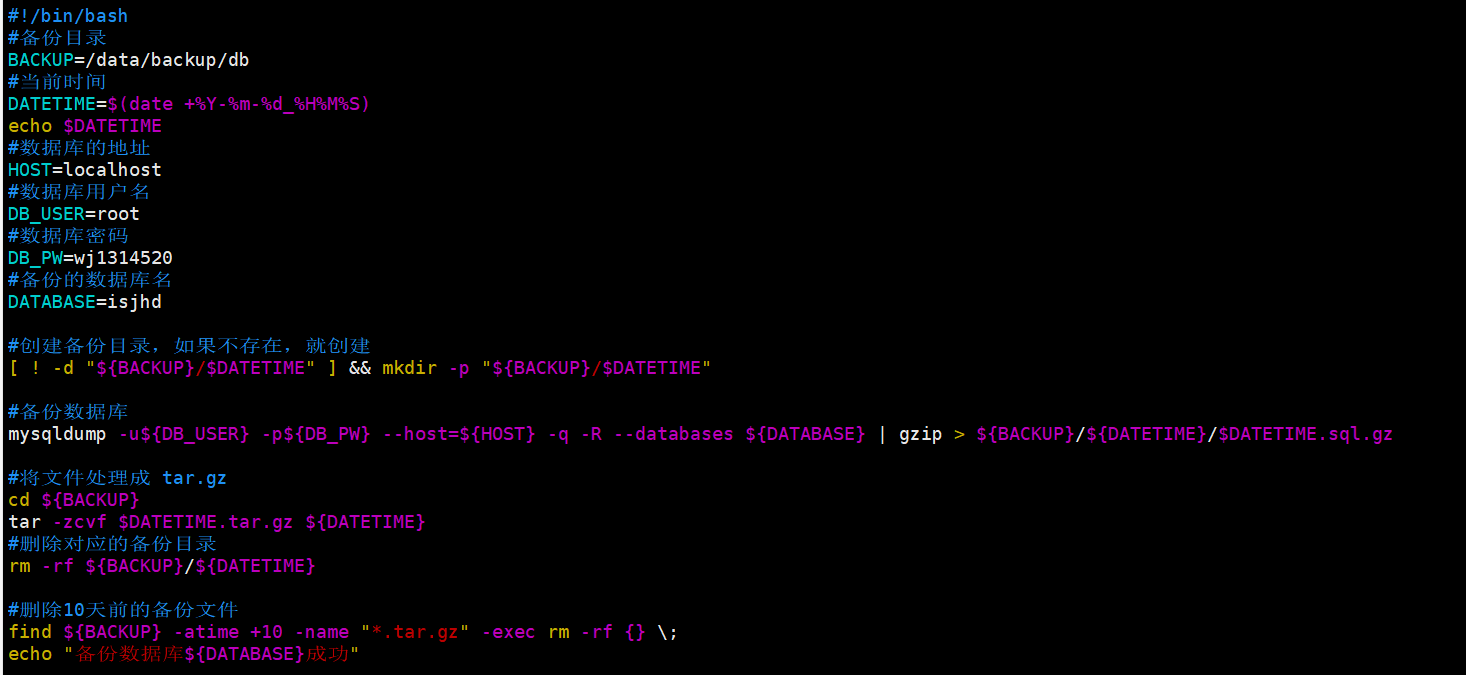 #!/bin/bash
#备份目录
BACKUP=/data/backup/db
#当前时间
DATETIME=$(date +%Y-%m-%d_%H%M%S)
echo $DATETIME
#数据库的地址
HOST=localhost
#数据库用户名
DB_USER=root
#数据库密码
DB_PW=wj1314520
#备份的数据库名
DATABASE=isjhd
#创建备份目录，如果不存在，就创建
[ ! -d "${BACKUP}/$DATETIME" ] && mkdir -p "${BACKUP}/$DATETIME"
#备份数据库
mysqldump -u${DB_USER} -p${DB_PW} --host=${HOST} -q -R --databases ${DATABASE} | gzip > ${BACKUP}/${DATETIME}/$DATETIME.sql.gz
#将文件处理成 tar.gz
cd ${BACKUP}
tar -zcvf $DATETIME.tar.gz ${DATETIME}
#删除对应的备份目录
rm -rf ${BACKUP}/${DATETIME}
#删除10天前的备份文件
find ${BACKUP} -atime +10 -name "*.tar.gz" -exec rm -rf {} \;
echo "备份数据库${DATABASE}成功"